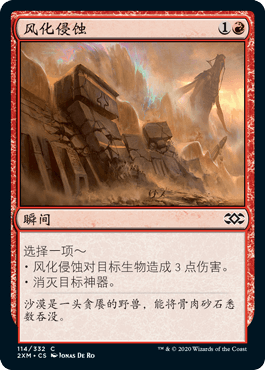 风化侵蚀
1
瞬间
选择一项～
• 风化侵蚀对目标生物造成 3 点伤害。
• 消灭目标神器。
沙漠是一头贪餍的野兽，能将骨肉砂石悉
数吞没。
114/332 C
2XM • CS JONAS DE RO
™ & © 2020 Wizards of the Coast